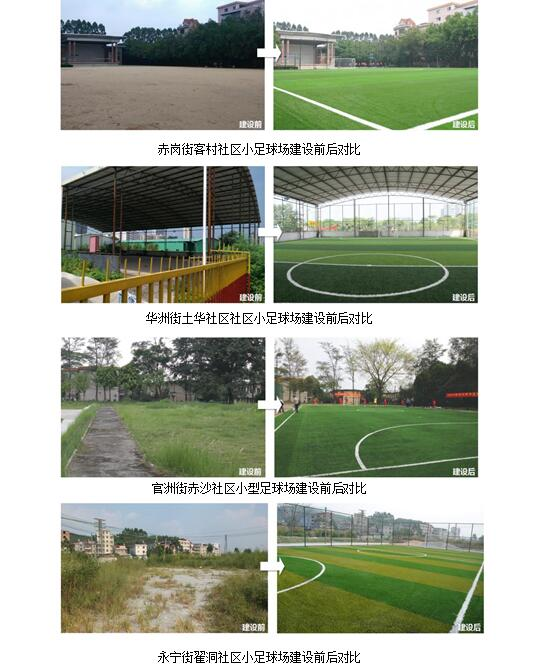 建设前
建设后
赤岗街客村社区小足球场建设前后对比
建设前
建设后
华洲街土华社区社区小足球场建设前后对比
建设前
建设后
官洲街赤沙社区小型足球场建设前后对比
建设前
建设后
永宁街翟洞社区小足球场建设前后对比